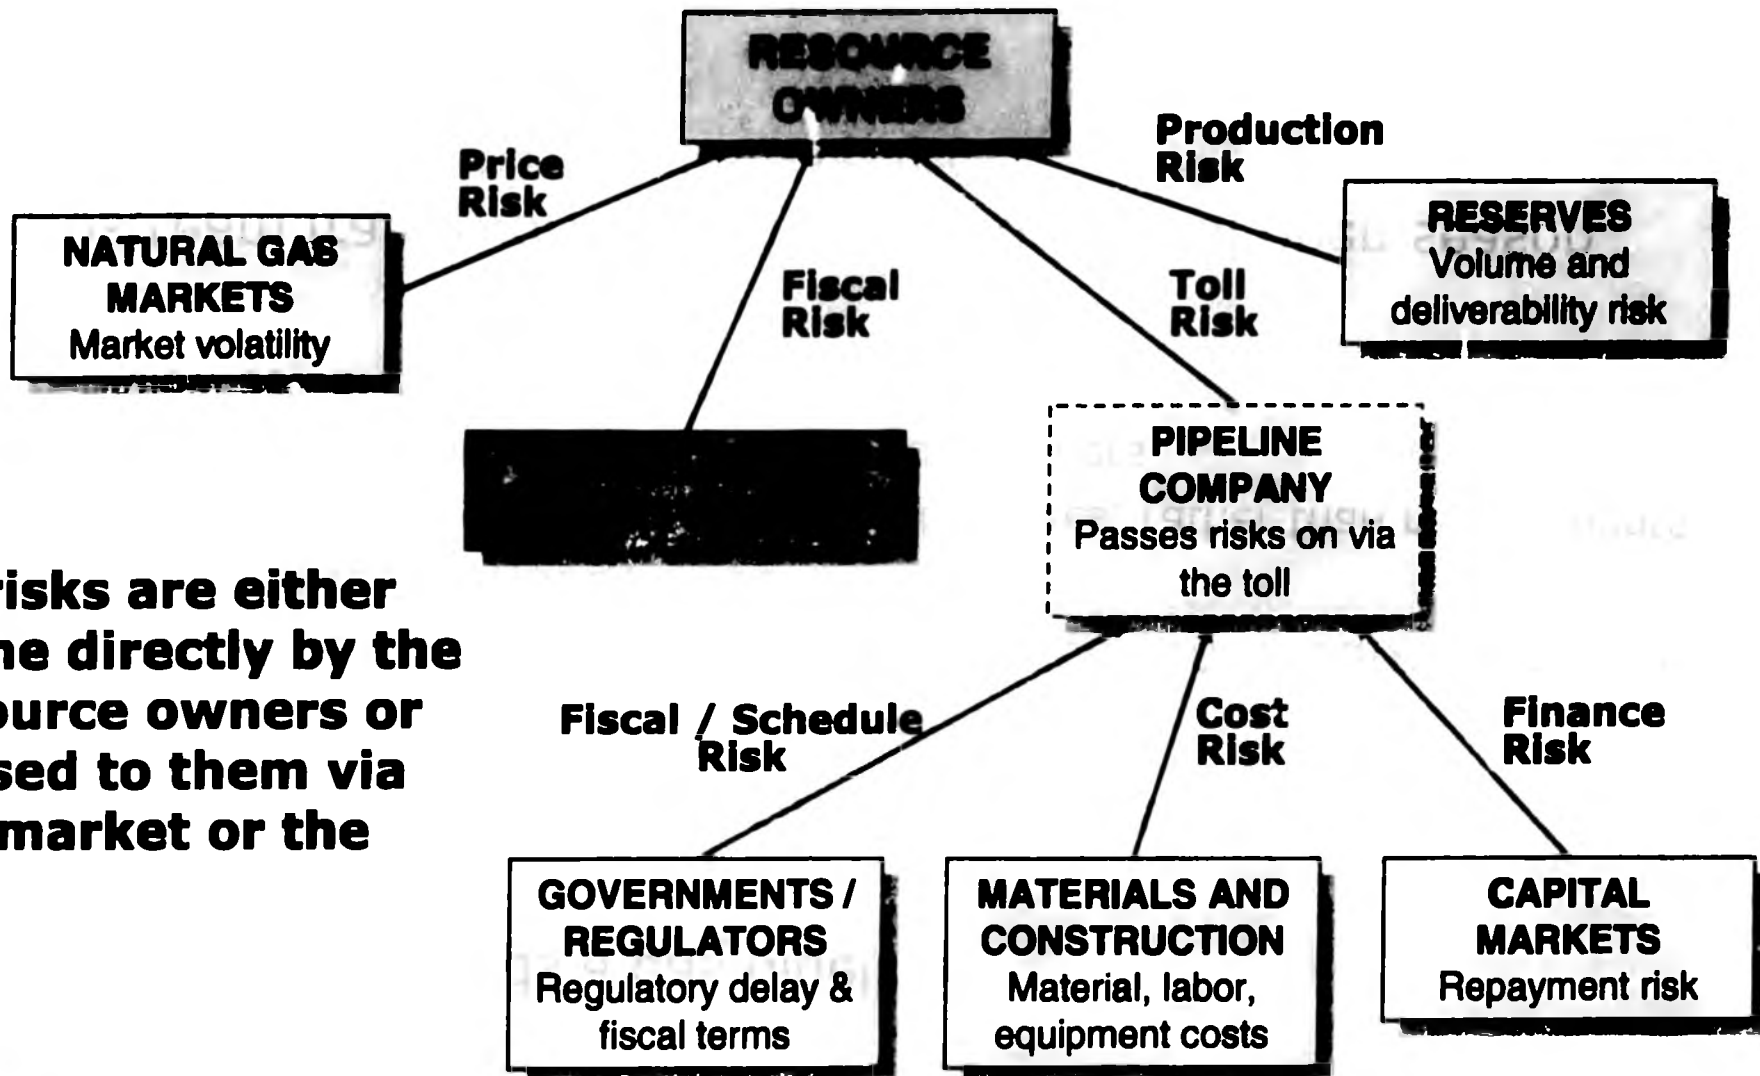 RESOURCE
OWNERS
Price
Risk
Production
Risk
NATURAL GAS
MARKETS
Market volatility
Fiscal
Risk
Toll
Risk
RESERVES
Volume and
deliverability risk
PIPELINE
COMPANY
Passes risks on via
the toll
risks are either
ne directly by the
ource owners or
sed to them via
market or the
Fiscal / Schedule
Risk
Cost
Risk
Finance
Risk
GOVERNMENTS /
REGULATORS
Regulatory delay &
fiscal terms
MATERIALS AND
CONSTRUCTION
Material, labor,
equipment costs
CAPITAL
MARKETS
Repayment risk